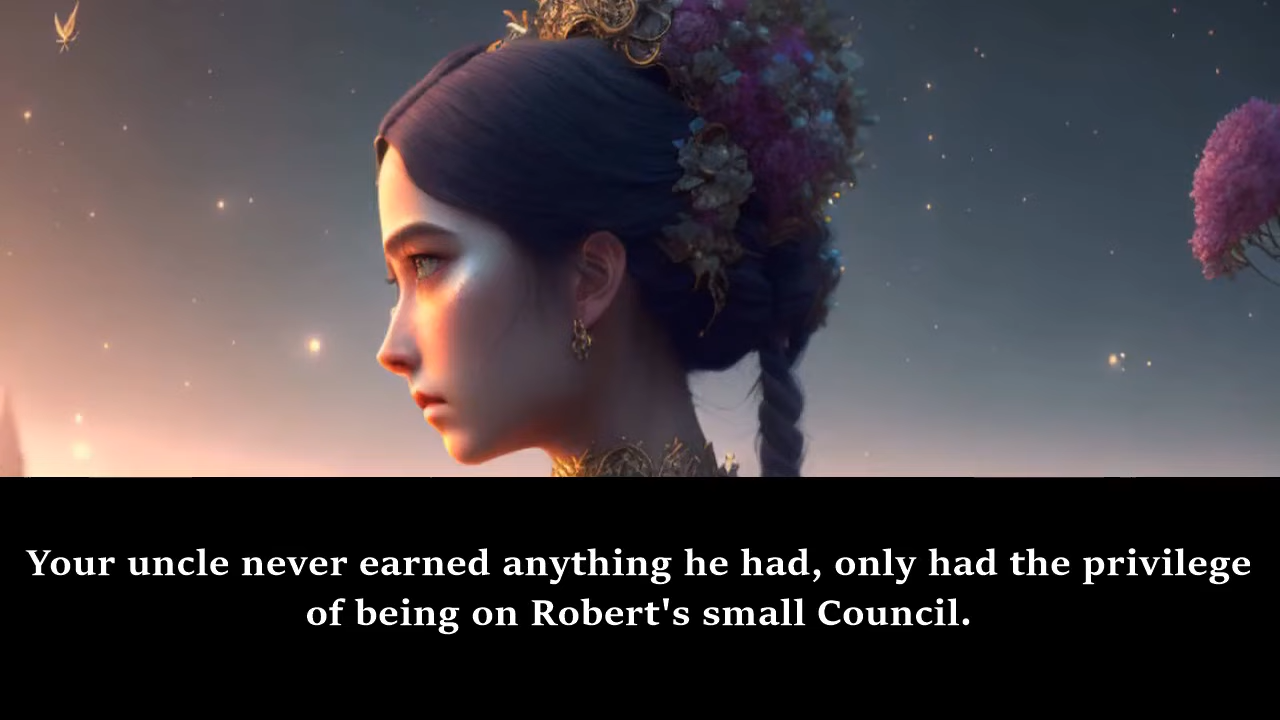 Your uncle never earned anything he had, only had the privilege
of being on Robert's small Council.